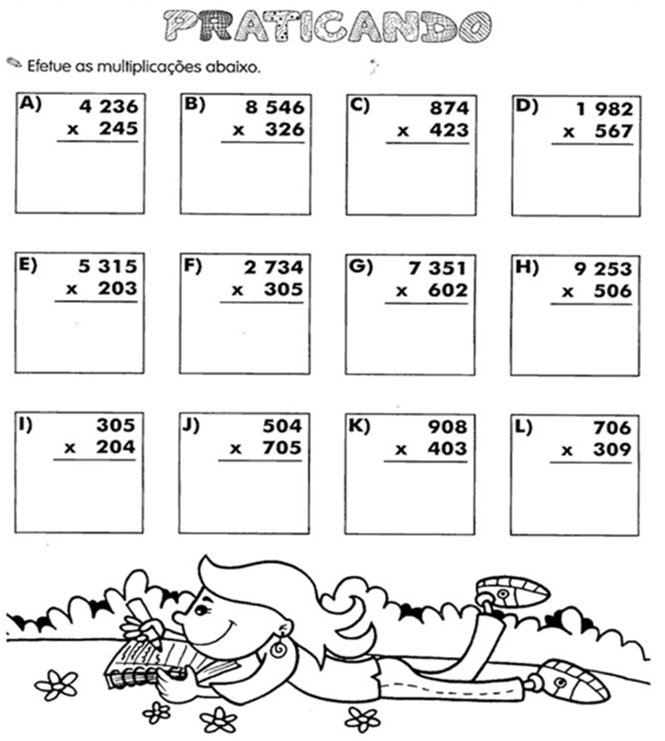 PRATICANDO
Efetue as multiplicações abaixo.
A) 4 236
x 245
B) 8 546
x 326
C) 874
x 423
D) 1 982
x 567
E) 5 315
x 203
F) 2 734
x 305
G) 7 351
x 602
H) 9 253
x 506
I) 305
x 204
J) 504
x 705
K) 908
x 403
L) 706
x 309